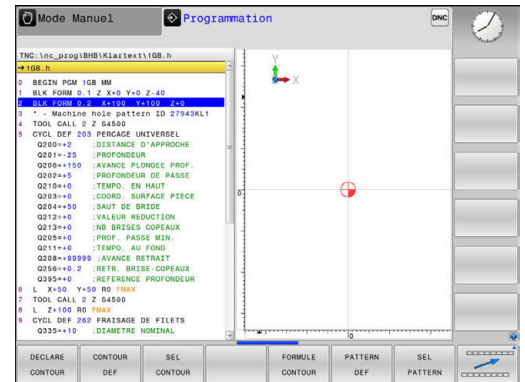 Mode Manuel
Programmation
DNC
TNC:\nc_prog\BHB\Klartext\1GB.h
→1GB.h
0 BEGIN PGM 1GB MM
1 BLK FORM 0.1 Z X+0 Y+0 Z-40
2 BLK FORM 0.2 X+100 Y+100 Z+0
3 * - Machine hole pattern ID 27943KL1
4 TOOL CALL 2 Z S4500
5 CYCL DEF 203 PERCAGE UNIVERSEL
Q200=+2 ;DISTANCE D'APPROCHE
Q201=-25 ;PROFONDEUR
Q206=+150 ;AVANCE PLONGEE PROF.
Q202=+5 ;PROFONDEUR DE PASSE
Q210=+0 ;TEMPO. EN HAUT
Q203=+0 ;COORD. SURFACE PIECE
Q204=+50 ;SAUT DE BRIDE
Q212=+0 ;VALEUR REDUCTION
Q213=+0 ;NB BRISES COPEAUX
Q205=+0 ;PROF. PASSE MIN.
Q211=+0 ;TEMPO. AU FOND
Q208=+99999 ;AVANCE RETRAIT
Q256=+0.2 ;RETR. BRISE-COPEAUX
Q395=+0 ;REFERENCE PROFONDEUR
6 L X+50 Y+50 R0 FMAX
7 TOOL CALL 2 Z S4500
8 L Z+100 R0 FMAX
9 CYCL DEF 262 FRAISAGE DE FILETS
Q335=+10 ;DIAMETRE NOMINAL
Y
X
0
0
DECLARE CONTOUR
CONTOUR DEF
SEL CONTOUR
FORMULE CONTOUR
PATTERN DEF
SEL PATTERN